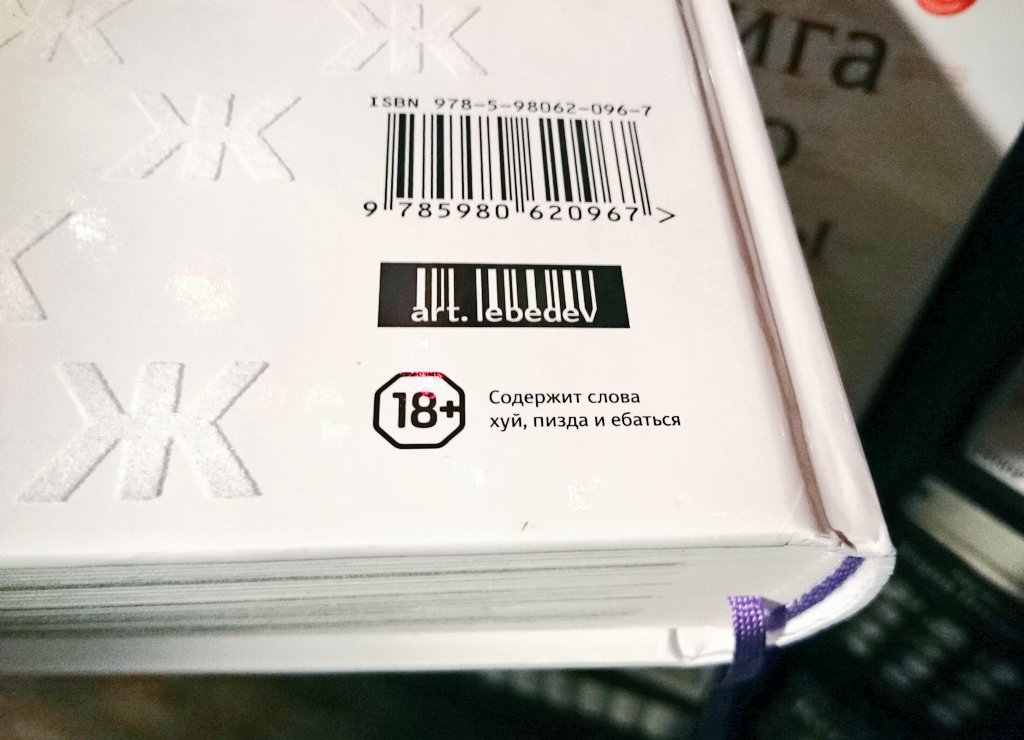 Ж Ж
Ж
ISBN 978-5-98062-096-7
9 785980 620967 >
art.lebedev
Ж
18+
Содержит слова
хуй, пизда и ебаться